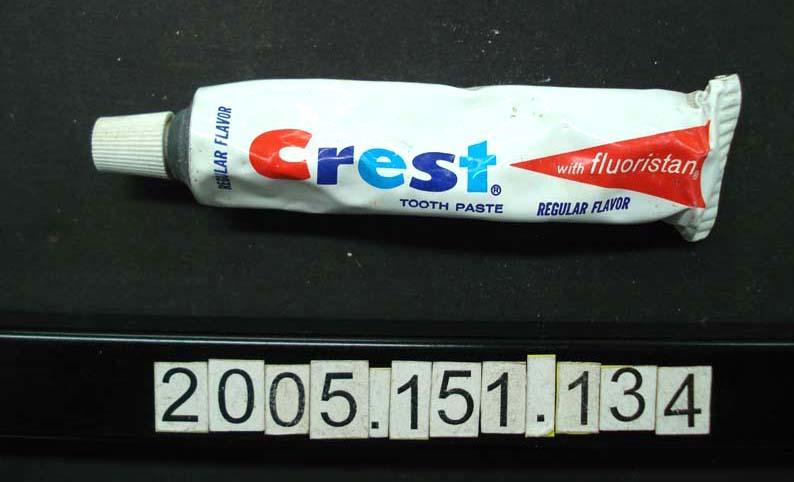 REGULAR FLAVOR
Crest®
with fluoristan®
TOOTH PASTE
REGULAR FLAVOR
2005.151.134